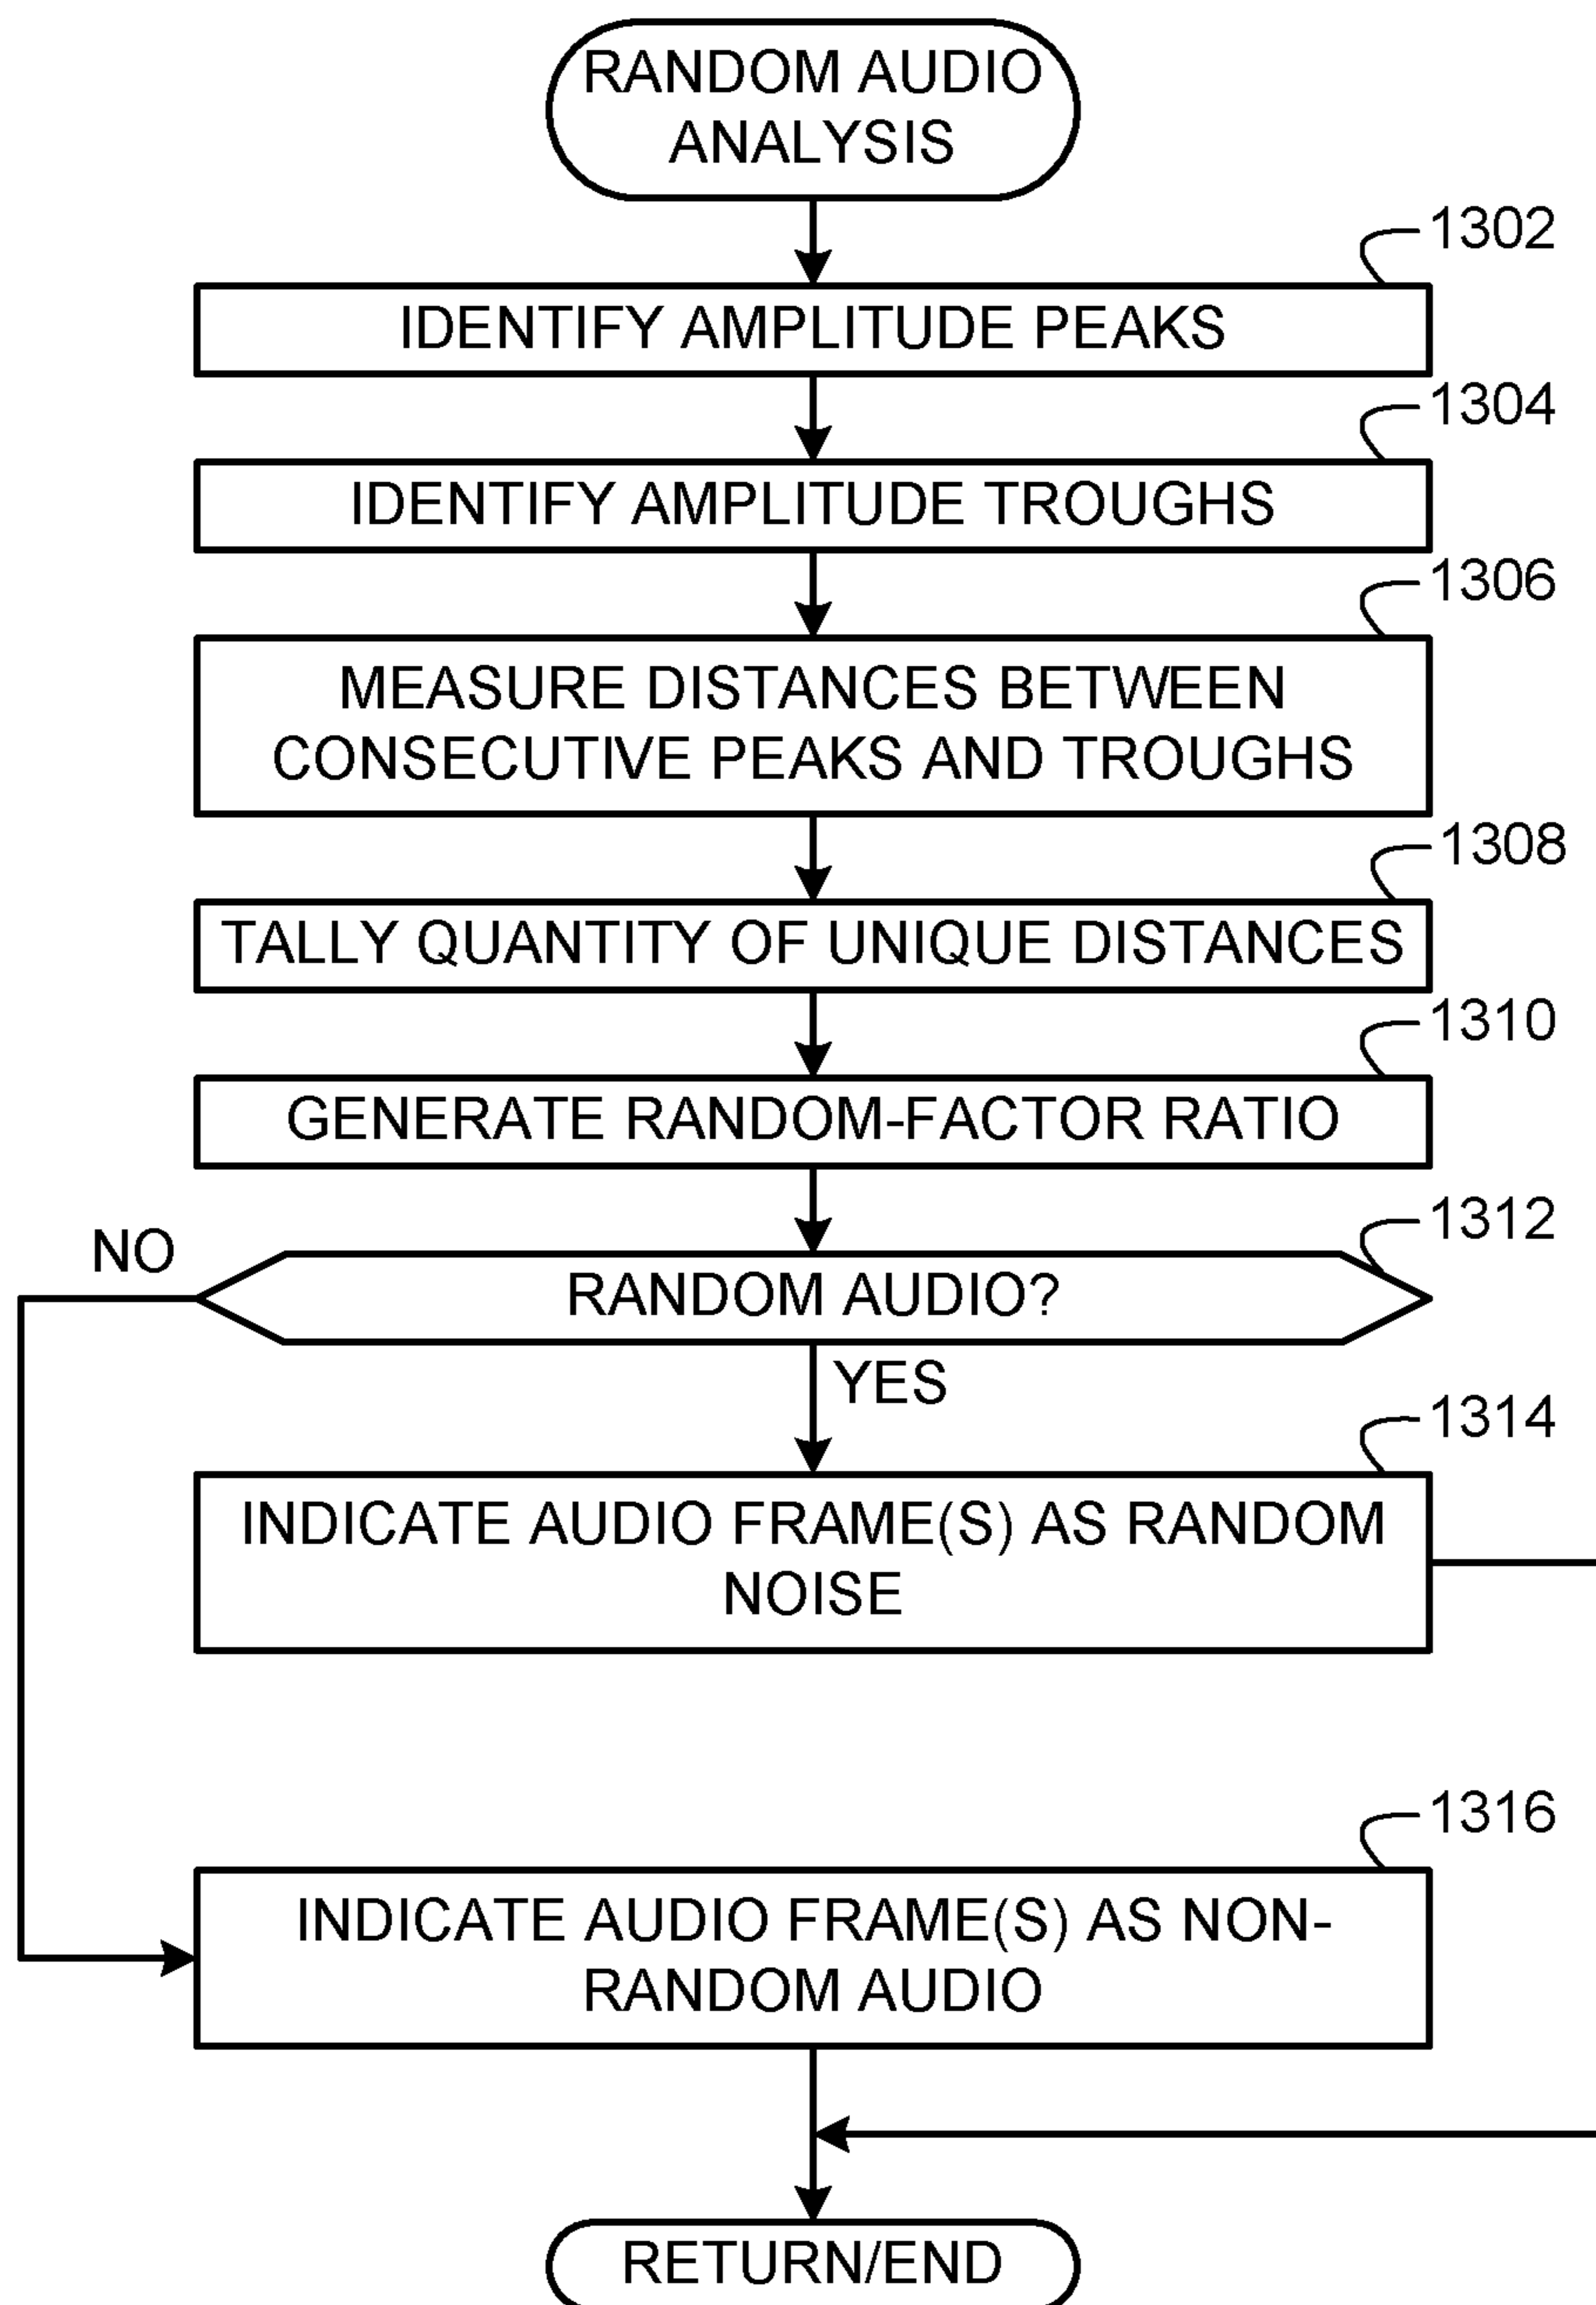 RANDOM AUDIO
ANALYSIS
1302
IDENTIFY AMPLITUDE PEAKS
1304
IDENTIFY AMPLITUDE TROUGHS
1306
MEASURE DISTANCES BETWEEN
CONSECUTIVE PEAKS AND TROUGHS
1308
TALLY QUANTITY OF UNIQUE DISTANCES
1310
GENERATE RANDOM-FACTOR RATIO
1312
NO
RANDOM AUDIO?
YES
1314
INDICATE AUDIO FRAME(S) AS RANDOM
NOISE
1316
INDICATE AUDIO FRAME(S) AS NON-
RANDOM AUDIO
RETURN/END